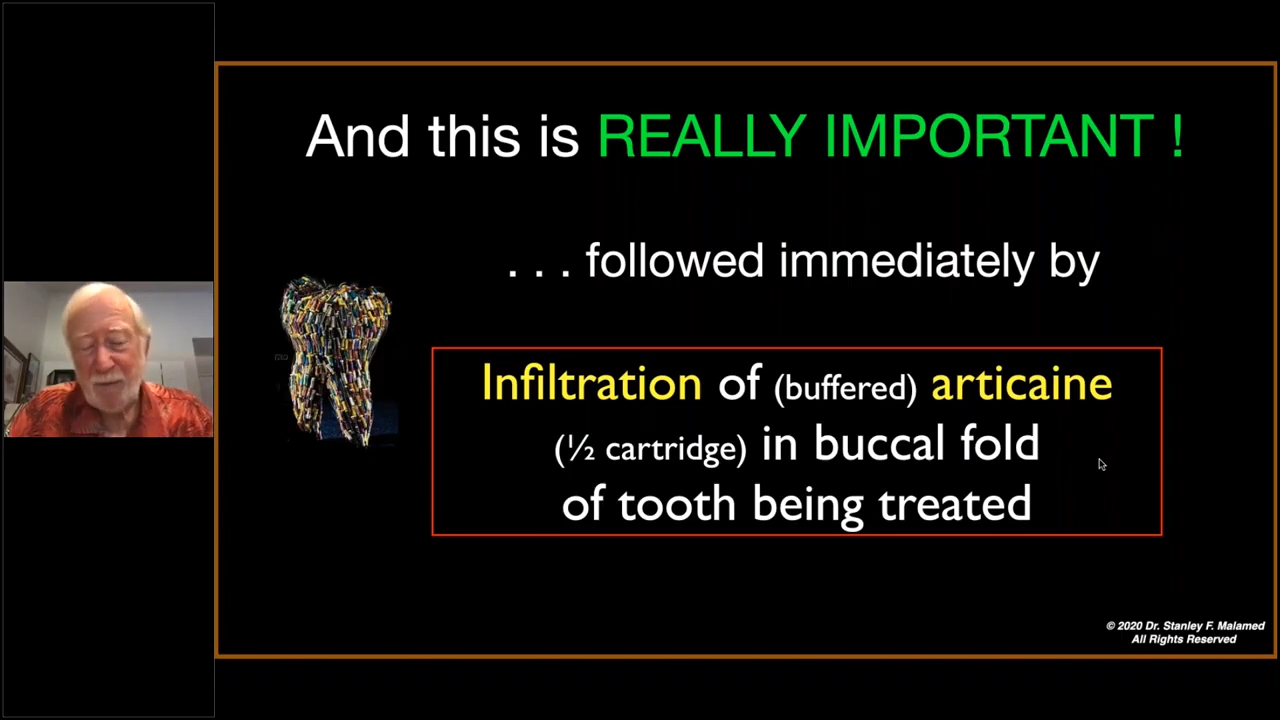 And this is REALLY IMPORTANT !
. . . followed immediately by
Infiltration of (buffered) articaine
(½ cartridge) in buccal fold
of tooth being treated
© 2020 Dr. Stanley F. Malamed
All Rights Reserved